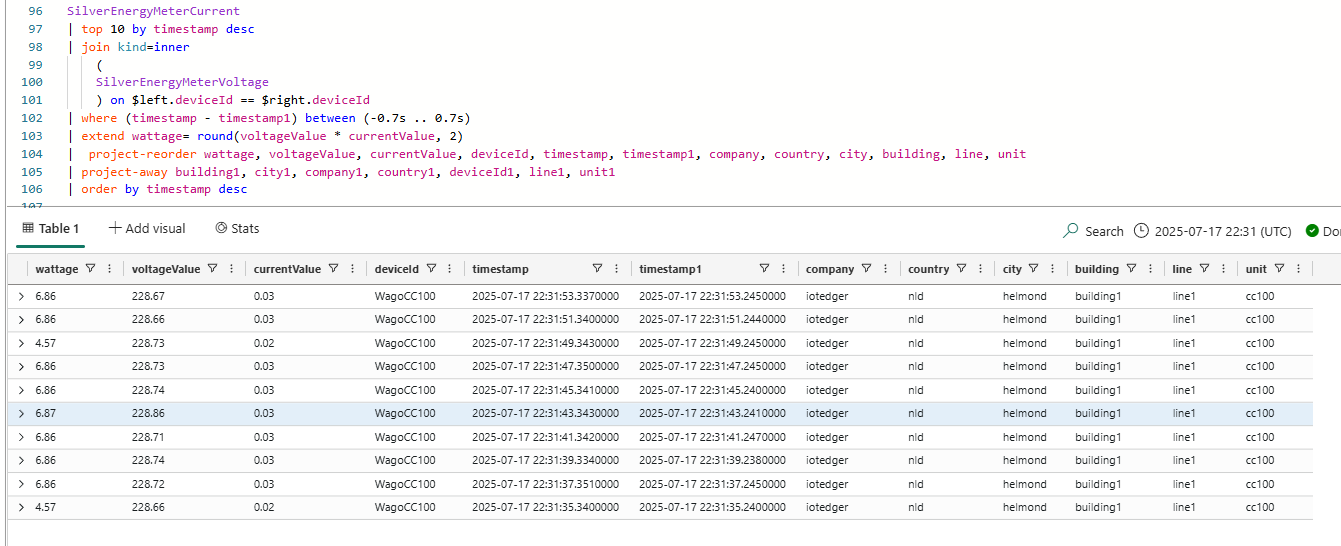 96 SilverEnergyMeterCurrent
97 | top 10 by timestamp desc
98 | join kind=inner
99 (
100 SilverEnergyMeterVoltage
101 ) on $left.deviceId == $right.deviceId
102 | where (timestamp - timestamp1) between (-0.7s .. 0.7s)
103 | extend wattage= round(voltageValue * currentValue, 2)
104 | project-reorder wattage, voltageValue, currentValue, deviceId, timestamp, timestamp1, company, country, city, building, line, unit
105 | project-away building1, city1, company1, country1, deviceId1, line1, unit1
106 | order by timestamp desc
107
Table 1 Add visual Stats Search 2025-07-17 22:31 (UTC)
wattage voltageValue currentValue deviceId timestamp timestamp1 company country city building line unit
6.86 228.67 0.03 WagoCC100 2025-07-17 22:31:53.3370000 2025-07-17 22:31:53.2450000 iotedger nld helmond building1 line1 cc100
6.86 228.66 0.03 WagoCC100 2025-07-17 22:31:51.3400000 2025-07-17 22:31:51.2440000 iotedger nld helmond building1 line1 cc100
4.57 228.73 0.02 WagoCC100 2025-07-17 22:31:49.3430000 2025-07-17 22:31:49.2450000 iotedger nld helmond building1 line1 cc100
6.86 228.73 0.03 WagoCC100 2025-07-17 22:31:47.3500000 2025-07-17 22:31:47.2450000 iotedger nld helmond building1 line1 cc100
6.86 228.74 0.03 WagoCC100 2025-07-17 22:31:45.3410000 2025-07-17 22:31:45.2400000 iotedger nld helmond building1 line1 cc100
6.87 228.86 0.03 WagoCC100 2025-07-17 22:31:43.3430000 2025-07-17 22:31:43.2410000 iotedger nld helmond building1 line1 cc100
6.86 228.71 0.03 WagoCC100 2025-07-17 22:31:41.3420000 2025-07-17 22:31:41.2470000 iotedger nld helmond building1 line1 cc100
6.86 228.74 0.03 WagoCC100 2025-07-17 22:31:39.3340000 2025-07-17 22:31:39.2380000 iotedger nld helmond building1 line1 cc100
6.86 228.72 0.03 WagoCC100 2025-07-17 22:31:37.3510000 2025-07-17 22:31:37.2450000 iotedger nld helmond building1 line1 cc100
4.57 228.66 0.02 WagoCC100 2025-07-17 22:31:35.3400000 2025-07-17 22:31:35.2400000 iotedger nld helmond building1 line1 cc100